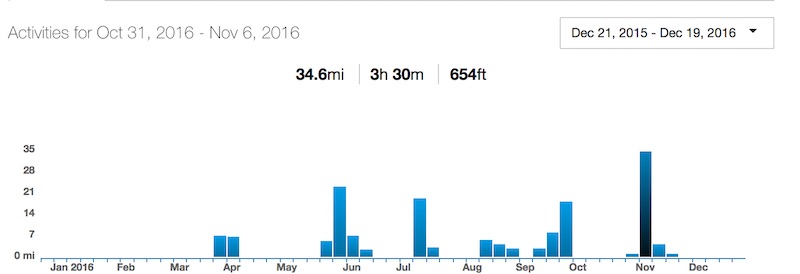 Activities for Oct 31, 2016 - Nov 6, 2016
Dec 21, 2015 - Dec 19, 2016
34.6mi 3h 30m 654ft
35
28
21
14
7
0 mi
Jan 2016 Feb Mar Apr May Jun Jul Aug Sep Oct Nov Dec